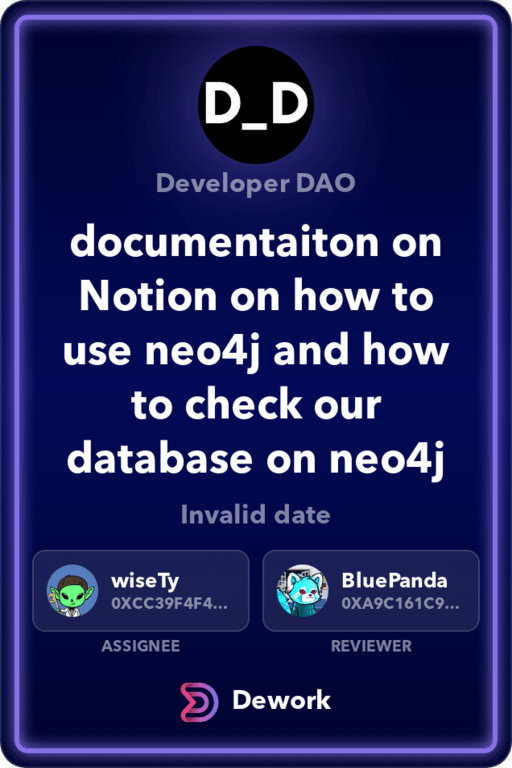 D_D
Developer DAO
documentaiton on
Notion on how to
use neo4j and how
to check our
database on neo4j
Invalid date
wiseTy
0XCC39F4F4...
BluePanda
0XA9C161C9...
ASSIGNEE
REVIEWER
Dework